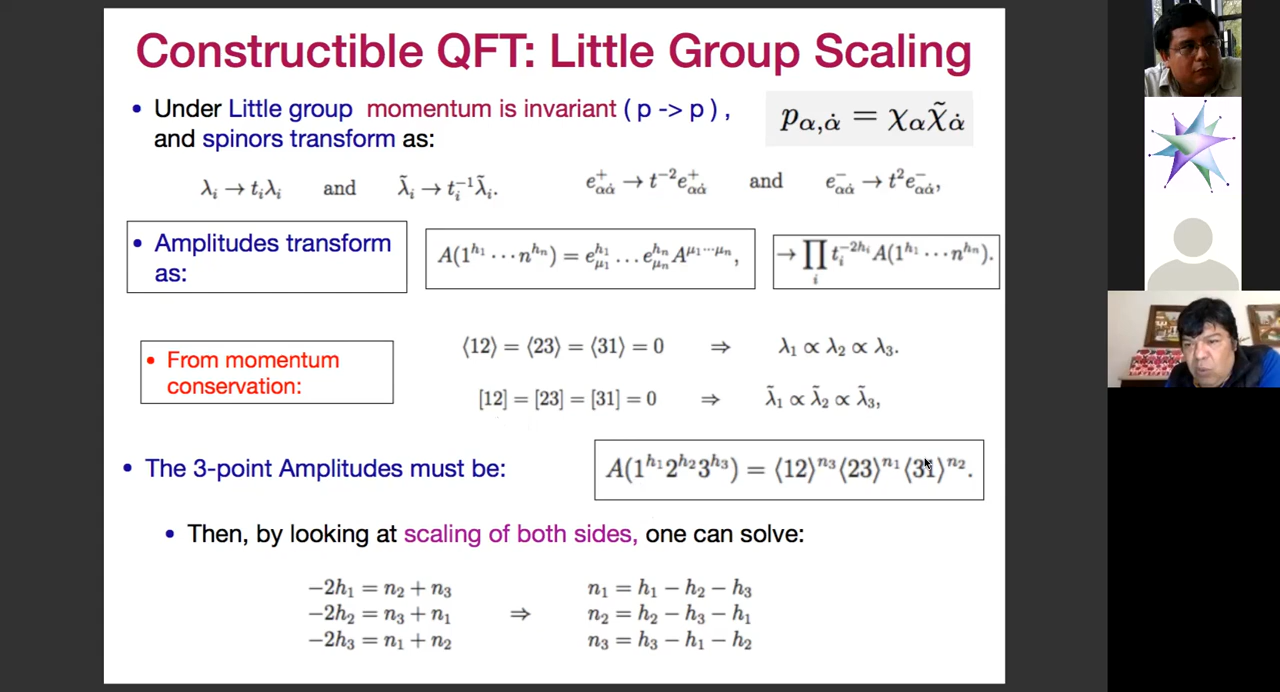 Constructible QFT: Little Group Scaling
• Under Little group momentum is invariant ( p -> p ) ,
and spinors transform as:
p_{α,α̇} = χ_α χ̃_α̇
λ_i → t_i λ_i and λ̃_i → t_i^{-1} λ̃_i.
e^+_{αα̇} → t^{-2} e^+_{αα̇} and e^-_{αα̇} → t^2 e^-_{αα̇},
• Amplitudes transform
as:
A(1^{h_1} ⋯ n^{h_n}) = e^{h_1}_{μ_1} … e^{h_n}_{μ_n} A^{μ_1⋯μ_n},
→ ∏_i t_i^{-2h_i} A(1^{h_1} ⋯ n^{h_n}).
• From momentum
conservation:
⟨12⟩ = ⟨23⟩ = ⟨31⟩ = 0 ⇒ λ_1 ∝ λ_2 ∝ λ_3.
[12] = [23] = [31] = 0 ⇒ λ̃_1 ∝ λ̃_2 ∝ λ̃_3,
• The 3-point Amplitudes must be:
A(1^{h_1} 2^{h_2} 3^{h_3}) = ⟨12⟩^{n_3} ⟨23⟩^{n_1} ⟨31⟩^{n_2}.
• Then, by looking at scaling of both sides, one can solve:
−2h_1 = n_2 + n_3
−2h_2 = n_3 + n_1 ⇒
−2h_3 = n_1 + n_2
n_1 = h_1 − h_2 − h_3
n_2 = h_2 − h_3 − h_1
n_3 = h_3 − h_1 − h_2